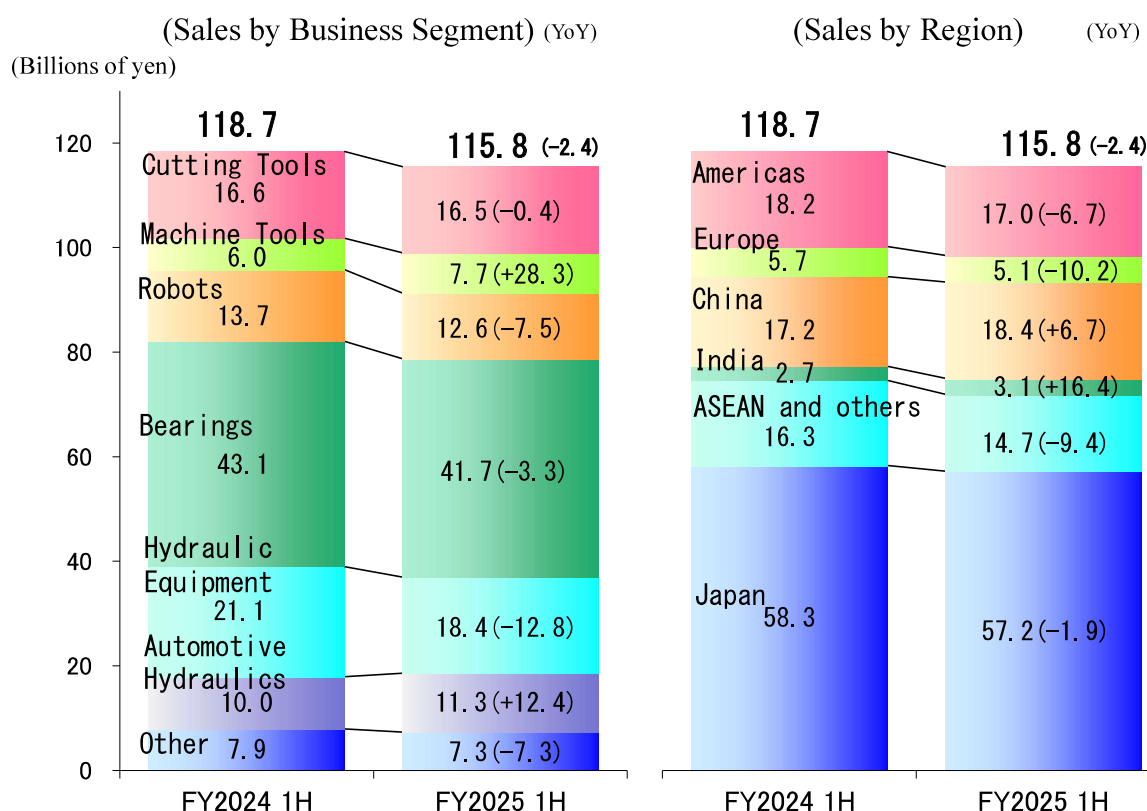 (Sales by Business Segment) (YoY)
(Billions of yen)
118.7
115.8 (-2.4)
120
100
80
60
40
20
0
Cutting Tools
16.6
16.5(-0.4)
Machine Tools
6.0
7.7(+28.3)
Robots
13.7
12.6(-7.5)
Bearings
43.1
41.7(-3.3)
Hydraulic
Equipment
21.1
18.4(-12.8)
Automotive
Hydraulics
10.0
11.3(+12.4)
Other
7.9
7.3(-7.3)
FY2024 1H
FY2025 1H
(Sales by Region) (YoY)
118.7
115.8 (-2.4)
Americas
18.2
17.0(-6.7)
Europe
5.7
5.1(-10.2)
China
17.2
18.4(+6.7)
India
2.7
3.1(+16.4)
ASEAN and others
16.3
14.7(-9.4)
Japan
58.3
57.2(-1.9)
FY2024 1H
FY2025 1H